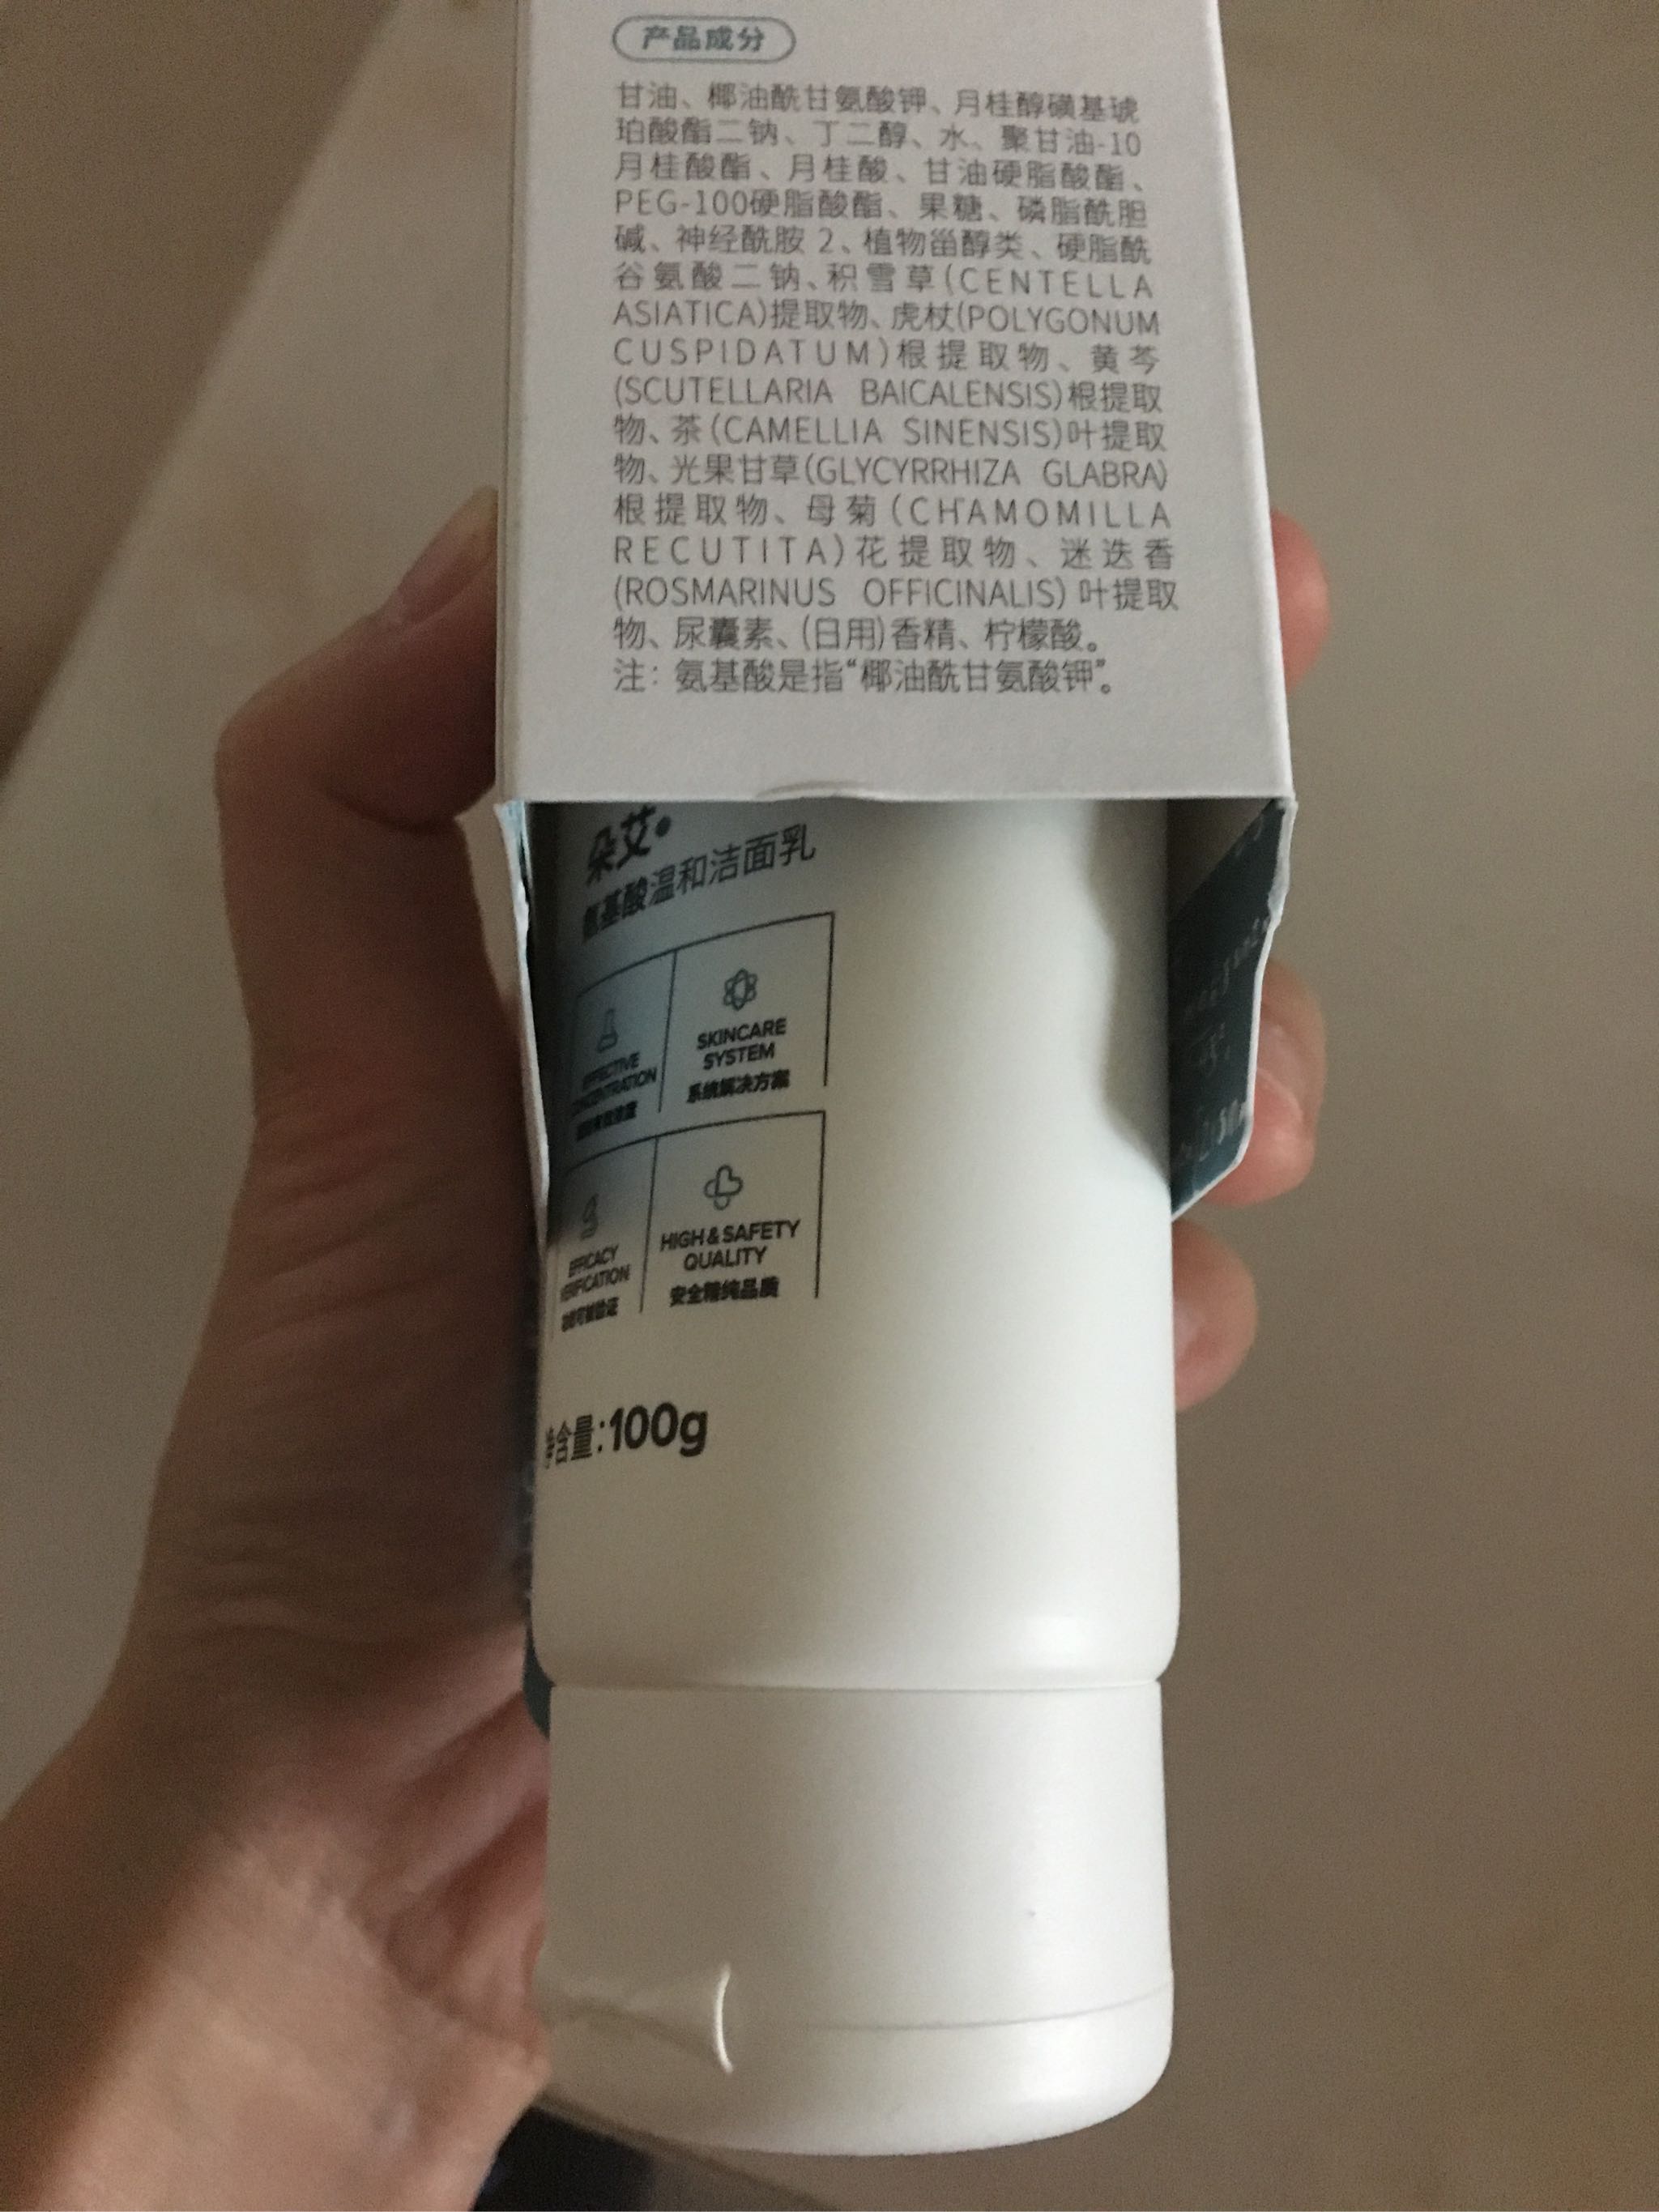 产品成分
甘油、椰油酰甘氨酸钾、月桂醇磺基琥
珀酸酯二钠、丁二醇、水、聚甘油-10
月桂酸酯、月桂酸、甘油硬脂酸酯、
PEG-100硬脂酸酯、果糖、磷脂酰胆
碱、神经酰胺 2、植物甾醇类、硬脂酰
谷氨酸二钠、积雪草(CENTELLA
ASIATICA)提取物、虎杖(POLYGONUM
CUSPIDATUM)根提取物、黄芩
(SCUTELLARIA BAICALENSIS)根提取
物、茶(CAMELLIA SINENSIS)叶提取
物、光果甘草(GLYCYRRHIZA GLABRA)
根提取物、母菊(CHAMOMILLA
RECUTITA)花提取物、迷迭香
(ROSMARINUS OFFICINALIS)叶提取
物、尿囊素、(日用)香精、柠檬酸。
注：氨基酸是指“椰油酰甘氨酸钾”。
朵艾
氨基酸温和洁面乳
EFFECTIVE
SKINCARE
SYSTEM
系统解决方案
EFFICACY
VERIFICATION
HIGH & SAFETY
QUALITY
安全精纯品质
净含量:100g